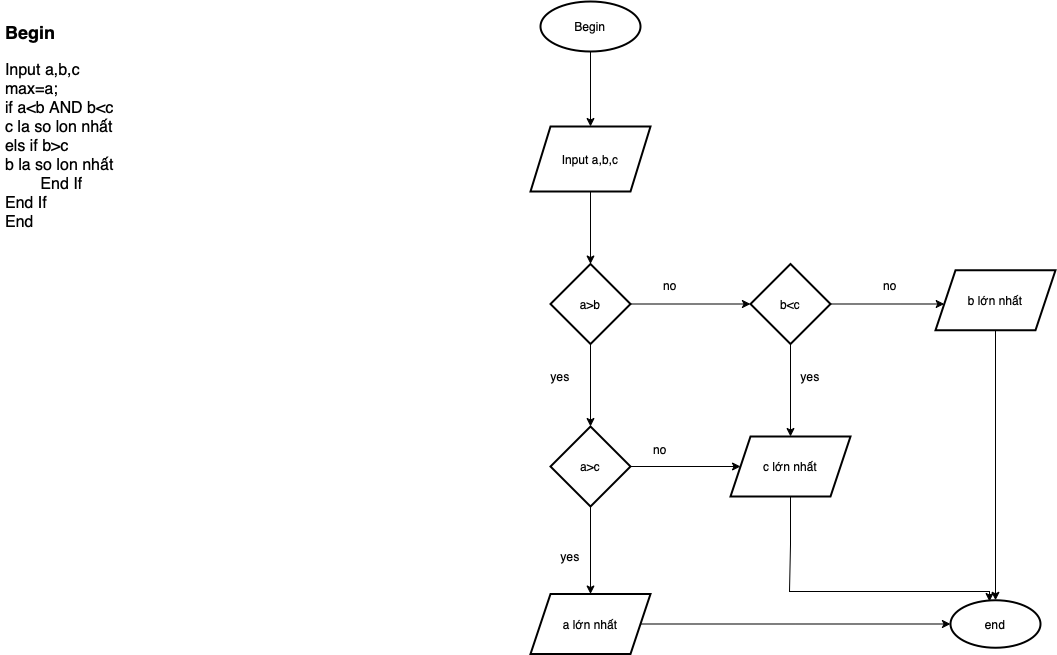 Begin
Input a,b,c
max=a;
if a<b AND b<c
c la so lon nhất
els if b>c
b la so lon nhất
End If
End If
End
Begin
Input a,b,c
a>b
no
b<c
no
b lớn nhất
yes
yes
a>c
no
c lớn nhất
yes
a lớn nhất
end